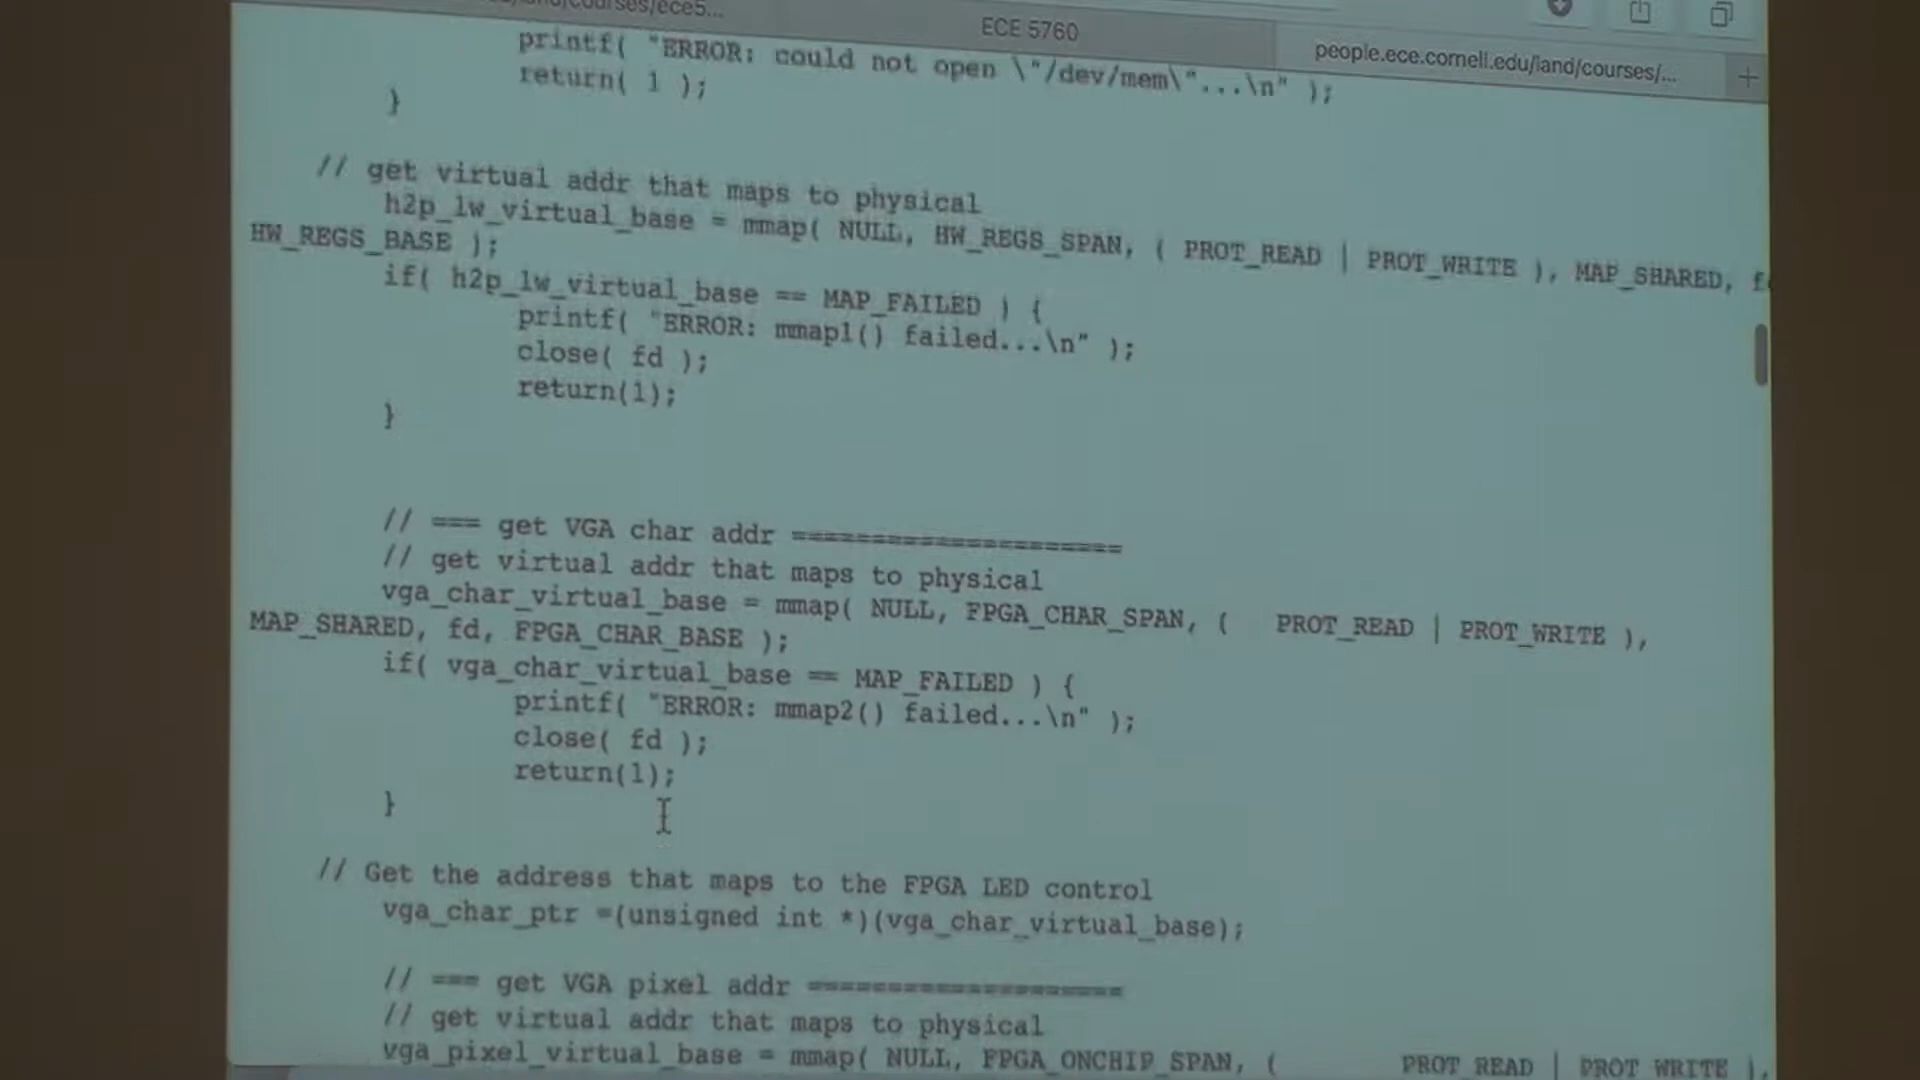 ECE 5760
people.ece.cornell.edu/land/courses/...
printf( "ERROR: could not open \"/dev/mem\"...\n" );
return( 1 );
}
// get virtual addr that maps to physical
h2p_lw_virtual_base = mmap( NULL, HW_REGS_SPAN, ( PROT_READ | PROT_WRITE ), MAP_SHARED,
HW_REGS_BASE );
if( h2p_lw_virtual_base == MAP_FAILED ) {
printf( "ERROR: mmap1() failed...\n" );
close( fd );
return(1);
}
// === get VGA char addr =====================
// get virtual addr that maps to physical
vga_char_virtual_base = mmap( NULL, FPGA_CHAR_SPAN, ( PROT_READ | PROT_WRITE ),
MAP_SHARED, fd, FPGA_CHAR_BASE );
if( vga_char_virtual_base == MAP_FAILED ) {
printf( "ERROR: mmap2() failed...\n" );
close( fd );
return(1);
}
// Get the address that maps to the FPGA LED control
vga_char_ptr =(unsigned int *)(vga_char_virtual_base);
// === get VGA pixel addr ====================
// get virtual addr that maps to physical
vga_pixel_virtual_base = mmap( NULL, FPGA_ONCHIP_SPAN, ( PROT_READ | PROT_WRITE ),